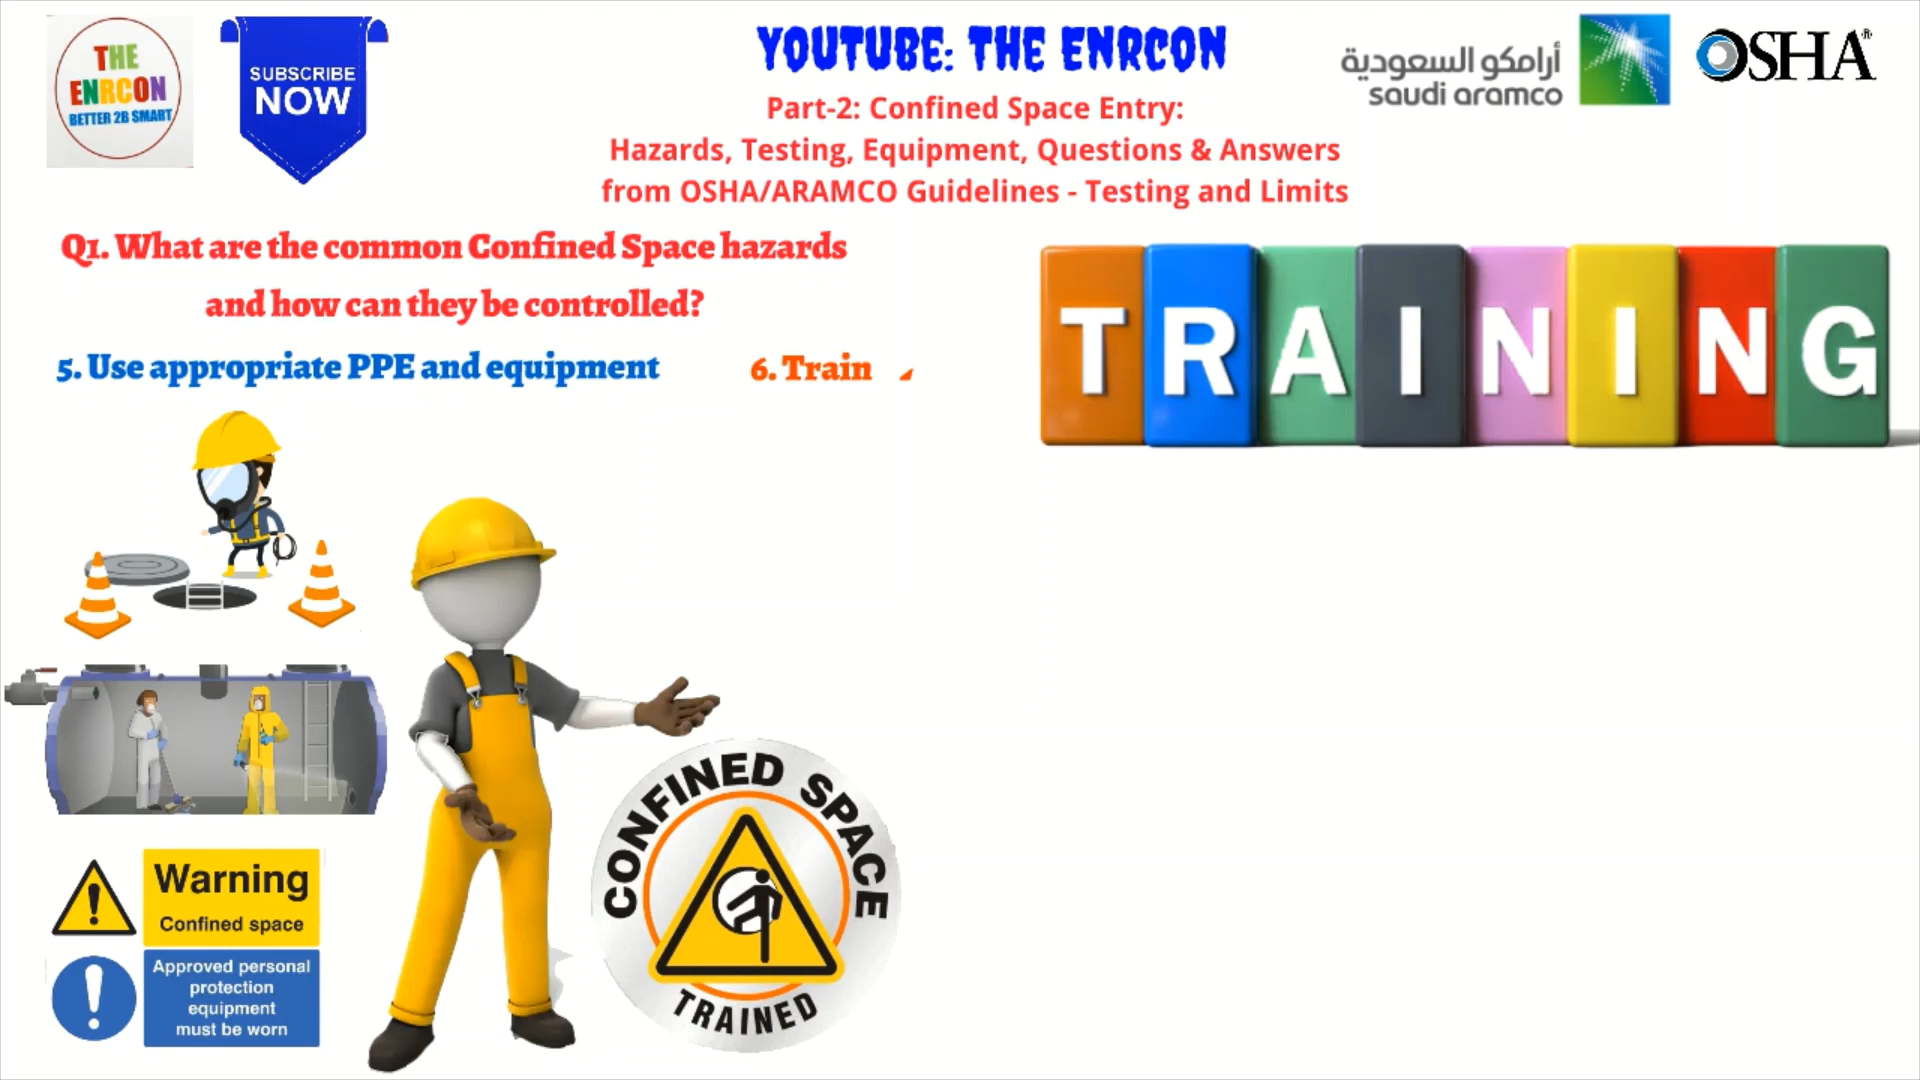 THE
ENRCON
BETTER 2B SMART
SUBSCRIBE
NOW
YOUTUBE: THE ENRCON
Part-2: Confined Space Entry:
Hazards, Testing, Equipment, Questions & Answers
from OSHA/ARAMCO Guidelines - Testing and Limits
أرامكو السعودية
saudi aramco
OSHA®
Q1. What are the common Confined Space hazards
and how can they be controlled?
5. Use appropriate PPE and equipment
6. Train
TRAINING
CONFINED SPACE
TRAINED
Warning
Confined space
Approved personal
protection
equipment
must be worn